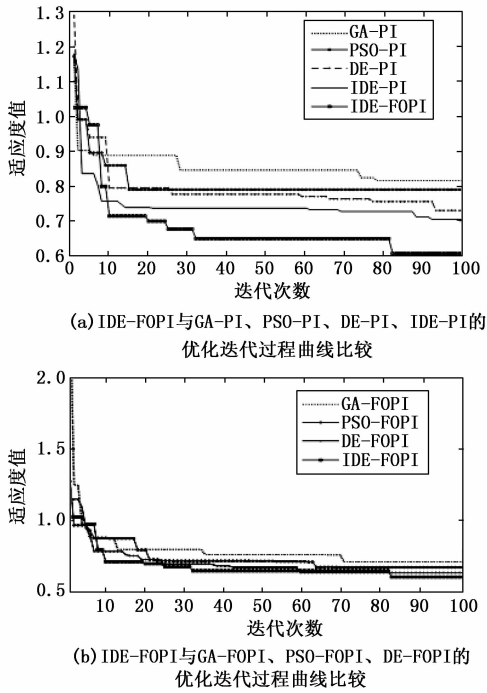 1.3
1.2
1.1
1.0
0.9
0.8
0.7
0.6
适应度值
GA-PI
PSO-PI
DE-PI
IDE-PI
IDE-FOPI
0 10 20 30 40 50 60 70 80 90 100
迭代次数
(a)IDE-FOPI与GA-PI、PSO-PI、DE-PI、IDE-PI的
优化迭代过程曲线比较
2.0
1.5
1.0
0.5
适应度值
GA-FOPI
PSO-FOPI
DE-FOPI
IDE-FOPI
10 20 30 40 50 60 70 80 90 100
迭代次数
(b)IDE-FOPI与GA-FOPI、PSO-FOPI、DE-FOPI的
优化迭代过程曲线比较